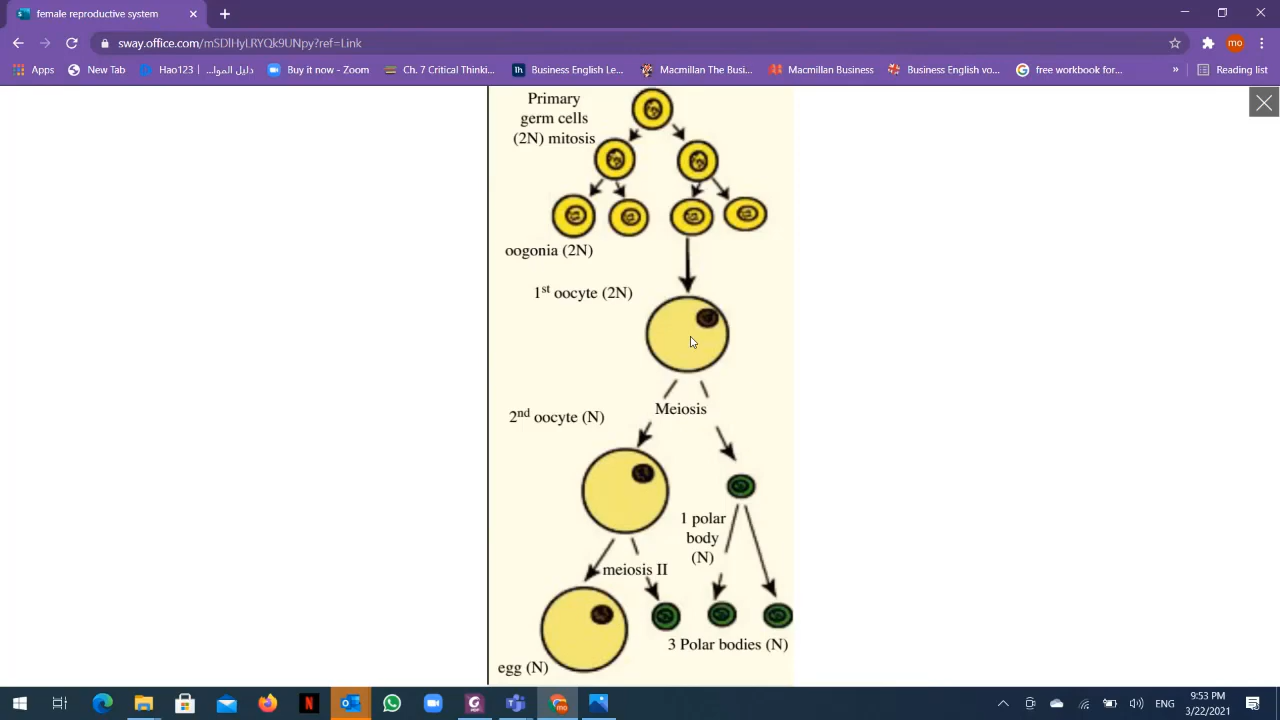 female reproductive system
sway.office.com/mSDlHyLRYQk9UNpy?ref=Link
mo
Apps
New Tab
Hao123 | دليل الموا...
Buy it now - Zoom
Ch. 7 Critical Thinki...
Business English Le...
Macmillan The Busi...
Macmillan Business
Business English vo...
free workbook for...
»
Reading list
Primary
germ cells
(2N) mitosis
oogonia (2N)
1st oocyte (2N)
Meiosis
2nd oocyte (N)
1 polar
body
(N)
meiosis II
3 Polar bodies (N)
egg (N)
ENG
9:53 PM
3/22/2021